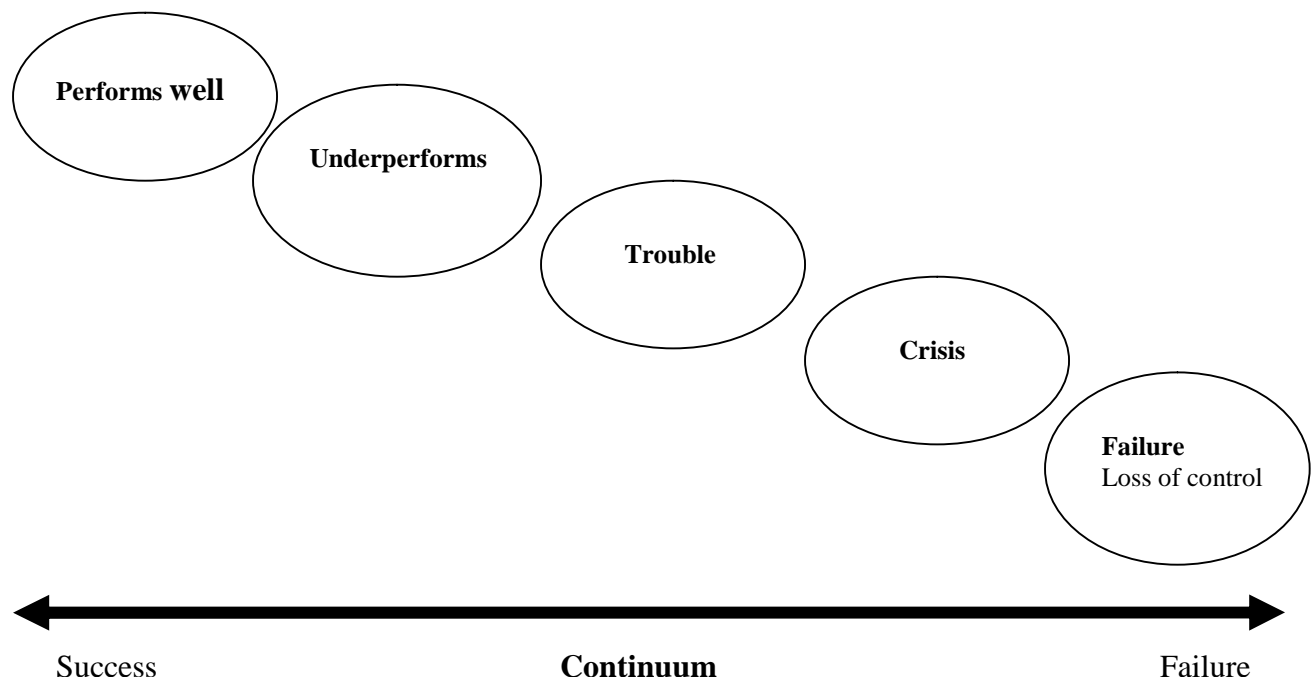 Performs well
Underperforms
Trouble
Crisis
Failure
Loss of control
Success
Continuum
Failure